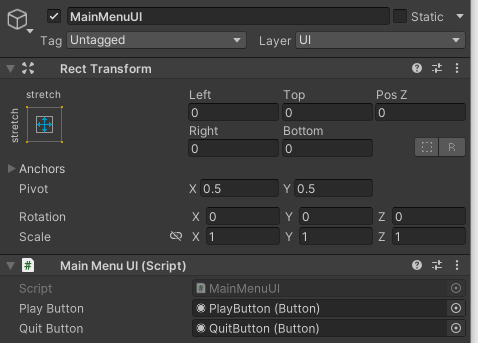 MainMenuUI Static
Tag Untagged Layer UI
Rect Transform
stretch
stretch
Left Top Pos Z
0 0 0
Right Bottom
0 0 R
Anchors
Pivot X 0.5 Y 0.5
Rotation X 0 Y 0 Z 0
Scale X 1 Y 1 Z 1
# Main Menu UI (Script)
Script # MainMenuUI
Play Button PlayButton (Button)
Quit Button QuitButton (Button)